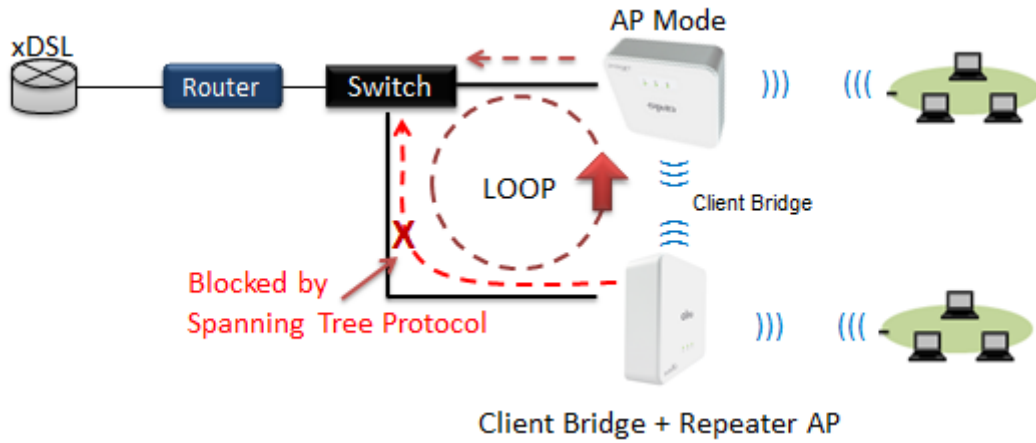 AP Mode
xDSL
Router
Switch
LOOP
Client Bridge
X
Blocked by
Spanning Tree Protocol
Client Bridge + Repeater AP